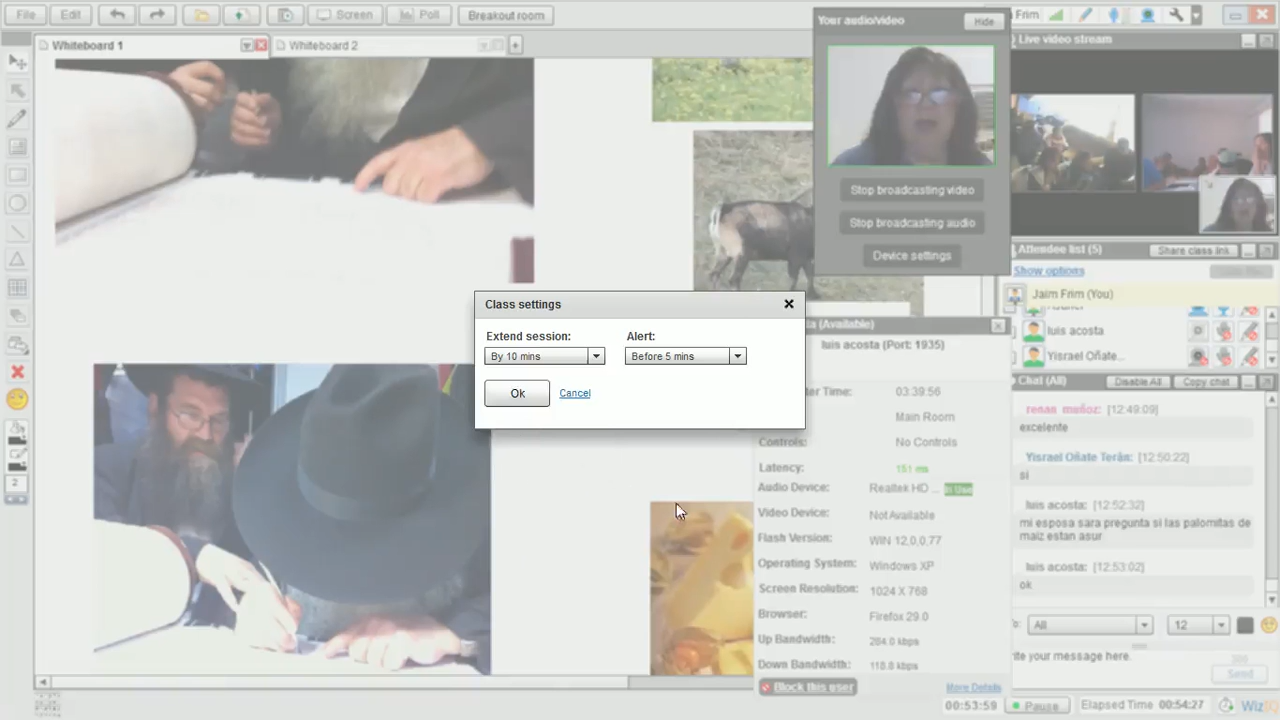 File
Edit
Screen
Poll
Breakout room
Your audio/video
Hide
Frim
Whiteboard 1
Whiteboard 2
Live video stream
Stop broadcasting video
Stop broadcasting audio
Device settings
Attendee list (5)
Share class link
Show options
Jaim Frim (You)
luis acosta
Yisrael Oñate...
Class settings
Extend session:
Alert:
By 10 mins
Before 5 mins
Ok
Cancel
(Available)
luis acosta (Port: 1935)
03:39:56
Main Room
Controls:
No Controls
Latency:
151 ms
Audio Device:
Realtek HD ...
In Use
Video Device:
Not Available
Flash Version:
WIN 12,0,0,77
Operating System:
Windows XP
Screen Resolution:
1024 X 768
Browser:
Firefox 29.0
Up Bandwidth:
284.0 kbps
Down Bandwidth:
118.8 kbps
Block this user
More Details
Chat (All)
Disable All
Copy chat
renan muñoz: [12:49:09]
excelente
Yisrael Oñate Terán: [12:50:22]
si
luis acosta: [12:52:32]
mi esposa sara pregunta si las palomitas de
maiz estan asur
luis acosta: [12:53:02]
ok
All
12
your message here.
Send
2
00:53:59
Pause
Elapsed Time 00:54:27